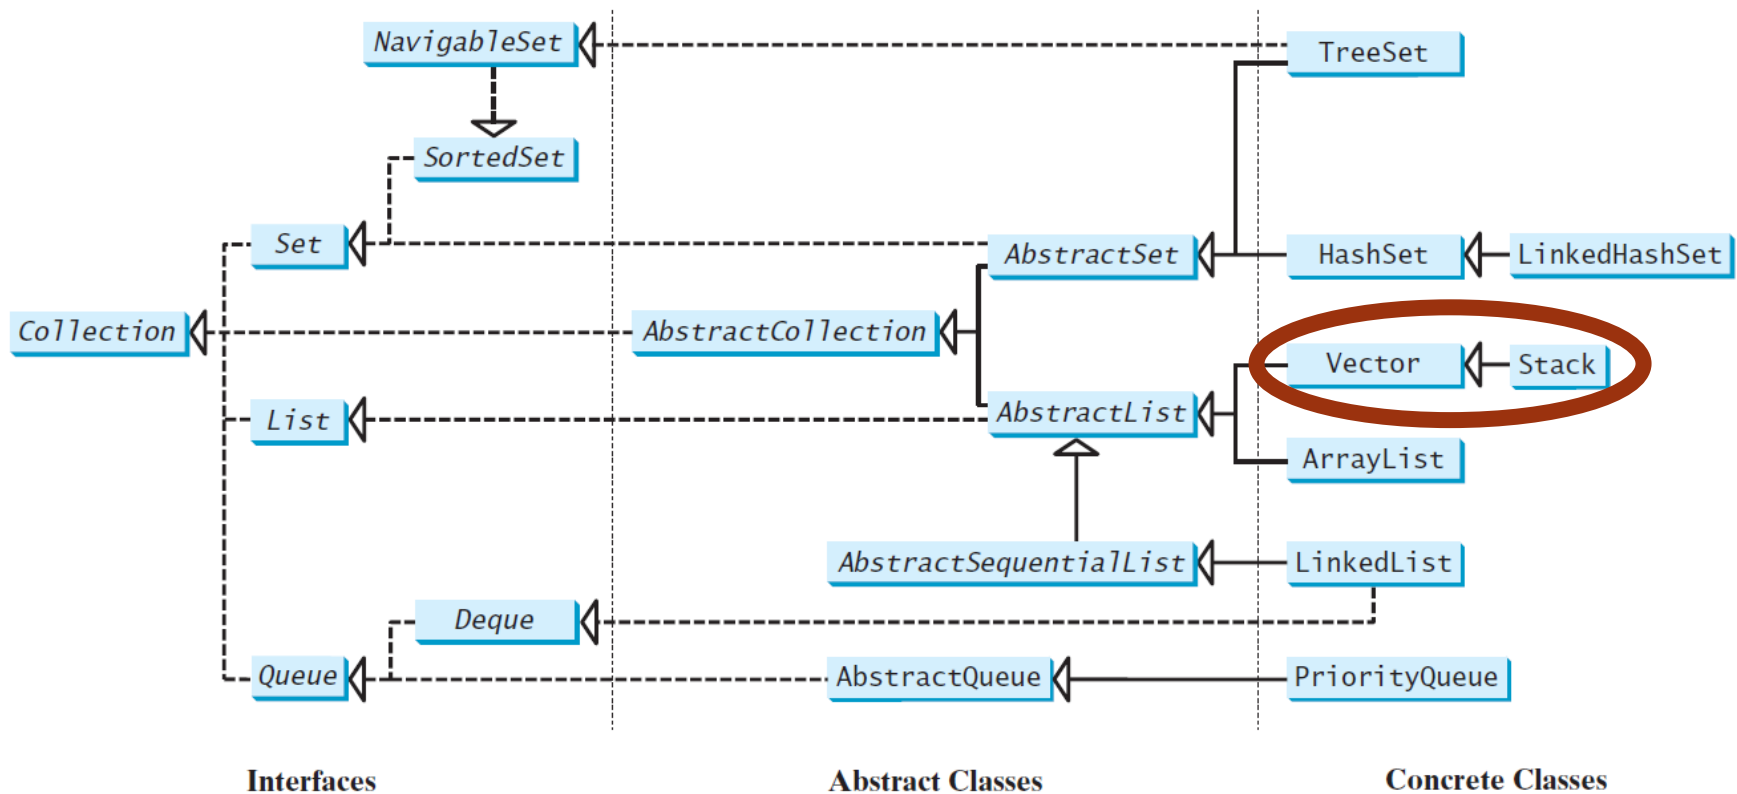 NavigableSet
TreeSet
SortedSet
Set
AbstractSet
HashSet
LinkedHashSet
Collection
AbstractCollection
Vector
Stack
List
AbstractList
ArrayList
AbstractSequentialList
LinkedList
Deque
Queue
AbstractQueue
PriorityQueue
Interfaces
Abstract Classes
Concrete Classes